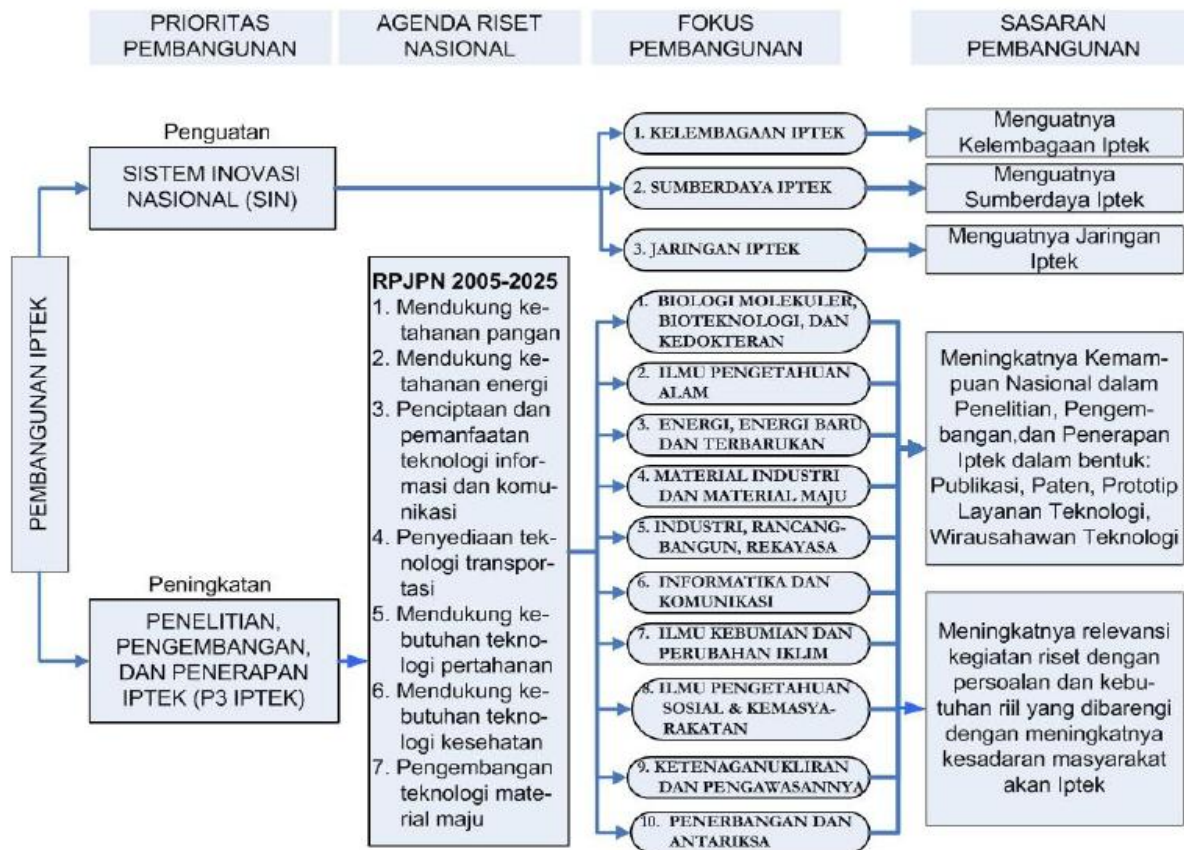 PRIORITAS
PEMBANGUNAN
AGENDA RISET
NASIONAL
FOKUS
PEMBANGUNAN
SASARAN
PEMBANGUNAN
PEMBANGUNAN IPTEK
Penguatan
SISTEM INOVASI
NASIONAL (SIN)
1. KELEMBAGAAN IPTEK
2. SUMBERDAYA IPTEK
3. JARINGAN IPTEK
Menguatnya
Kelembagaan Iptek
Menguatnya
Sumberdaya Iptek
Menguatnya Jaringan
Iptek
Peningkatan
PENELITIAN,
PENGEMBANGAN,
DAN PENERAPAN
IPTEK (P3 IPTEK)
RPJPN 2005-2025
1. Mendukung ke-
tahanan pangan
2. Mendukung ke-
tahanan energi
3. Penciptaan dan
pemanfaatan
teknologi infor-
masi dan komu-
nikasi
4. Penyediaan tek-
nologi transpor-
tasi
5. Mendukung ke-
butuhan tekno-
logi pertahanan
6. Mendukung ke-
butuhan tekno-
logi kesehatan
7. Pengembangan
teknologi mate-
rial maju
1. BIOLOGI MOLEKULER,
BIOTEKNOLOGI, DAN
KEDOKTERAN
2. ILMU PENGETAHUAN
ALAM
3. ENERGI, ENERGI BARU
DAN TERBARUKAN
4. MATERIAL INDUSTRI
DAN MATERIAL MAJU
5. INDUSTRI, RANCANG-
BANGUN, REKAYASA
6. INFORMATIKA DAN
KOMUNIKASI
7. ILMU KEBUMIAN DAN
PERUBAHAN IKLIM
8. ILMU PENGETAHUAN
SOSIAL & KEMASYA-
RAKATAN
9. KETENAGANUKLIRAN
DAN PENGAWASANNYA
10. PENERBANGAN DAN
ANTARIKSA
Meningkatnya Kemam-
puan Nasional dalam
Penelitian, Pengem-
bangan,dan Penerapan
Iptek dalam bentuk:
Publikasi, Paten, Prototip
Layanan Teknologi,
Wirausahawan Teknologi
Meningkatnya relevansi
kegiatan riset dengan
persoalan dan kebu-
tuhan riil yang dibarengi
dengan meningkatnya
kesadaran masyarakat
akan Iptek